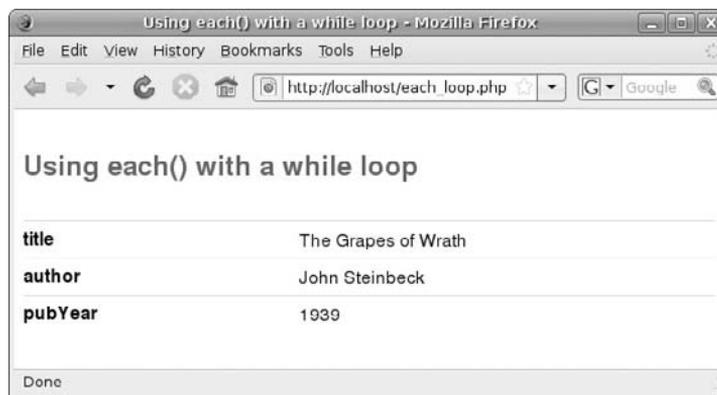 Using each() with a while loop - Mozilla Firefox
File Edit View History Bookmarks Tools Help
http://localhost/each_loop.php G Google
Using each() with a while loop
title The Grapes of Wrath
author John Steinbeck
pubYear 1939
Done